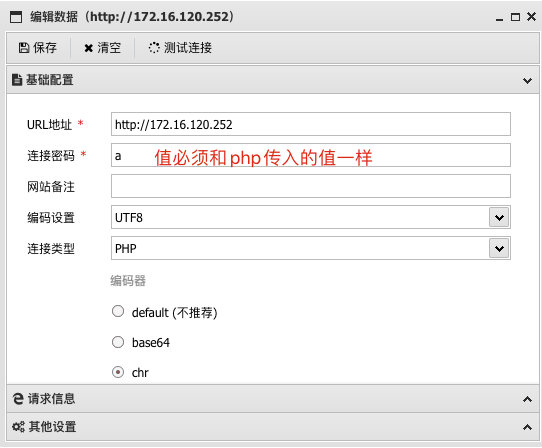 编辑数据（http://172.16.120.252）
保存 清空 测试连接
基础配置
URL地址 * http://172.16.120.252
连接密码 * a 值必须和php传入的值一样
网站备注
编码设置 UTF8
连接类型 PHP
编码器
default (不推荐)
base64
chr
请求信息
其他设置